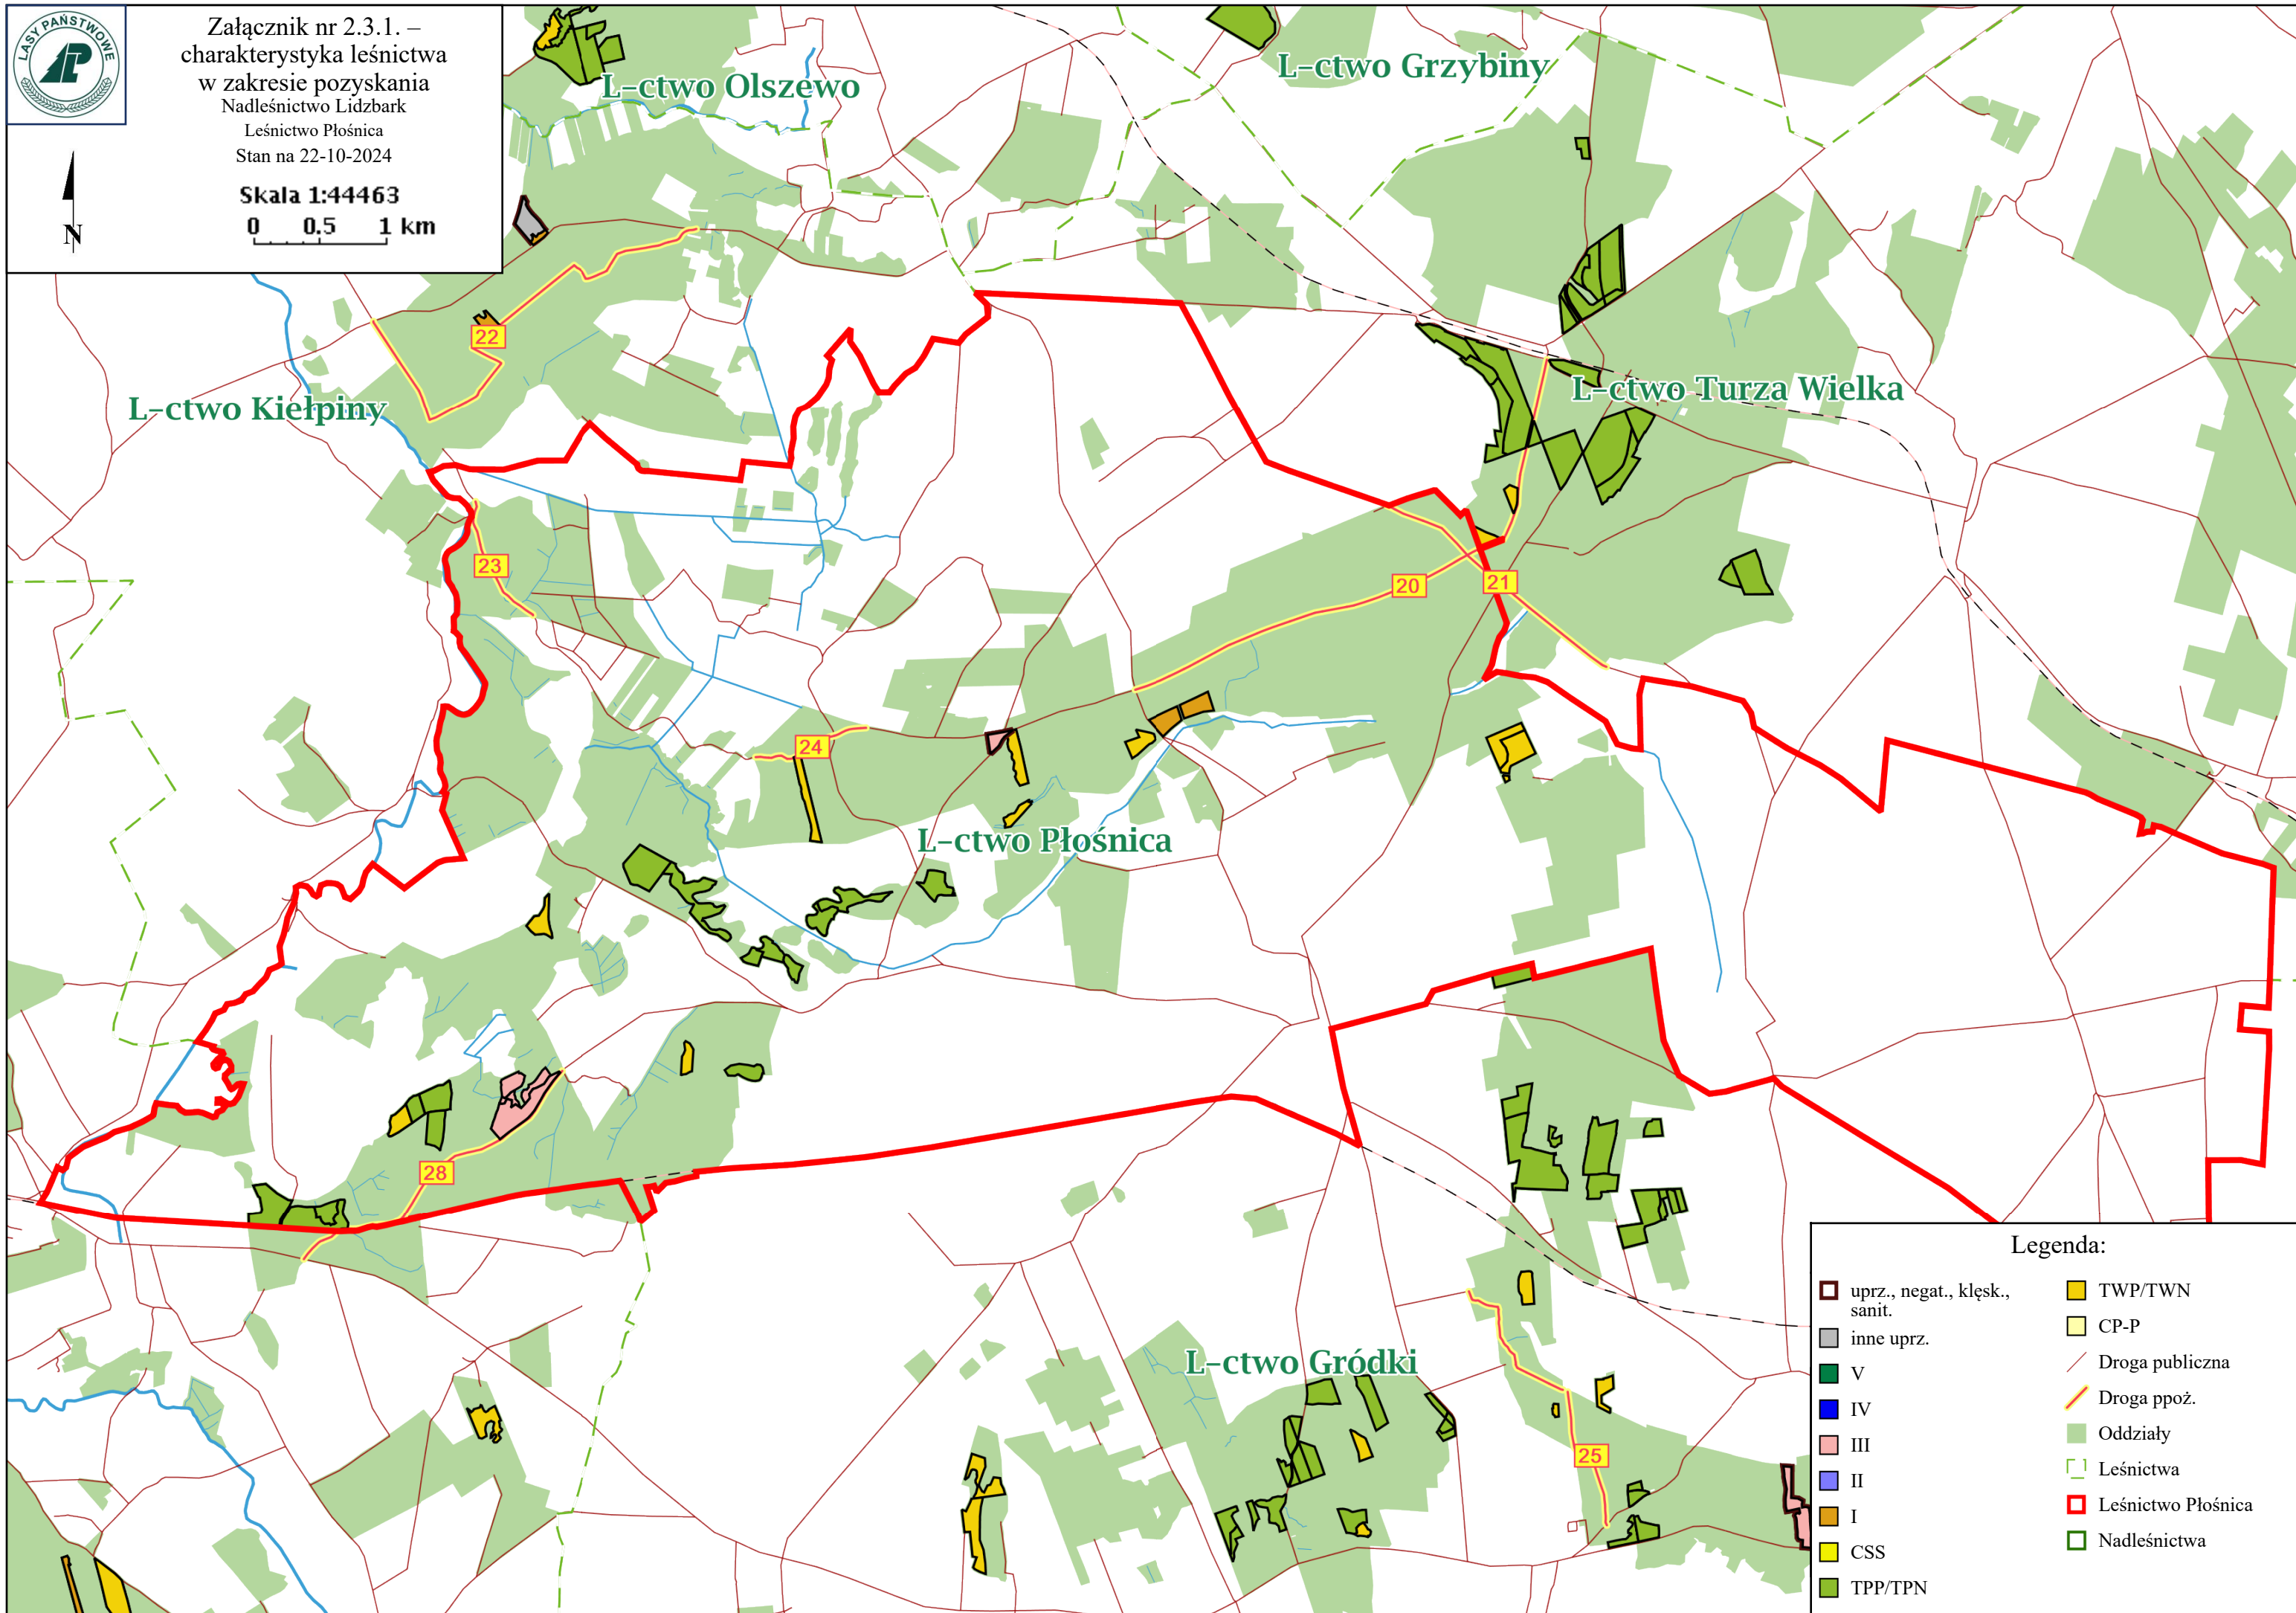 LASY PAŃSTWOWE
Załącznik nr 2.3.1. –
charakterystyka leśnictwa
w zakresie pozyskania
Nadleśnictwo Lidzbark
Leśnictwo Płośnica
Stan na 22-10-2024
Skala 1:44463
0 0.5 1 km
N
L-ctwo Olszewo
L-ctwo Grzybiny
22
L-ctwo Kiełpiny
L-ctwo Turza Wielka
23
20
21
24
L-ctwo Płośnica
28
L-ctwo Gródki
25
Legenda:
uprz., negat., klęsk.,
sanit.
inne uprz.
V
IV
III
II
I
CSS
TPP/TPN
TWP/TWN
CP-P
Droga publiczna
Droga ppoż.
Oddziały
Leśnictwa
Leśnictwo Płośnica
Nadleśnictwa